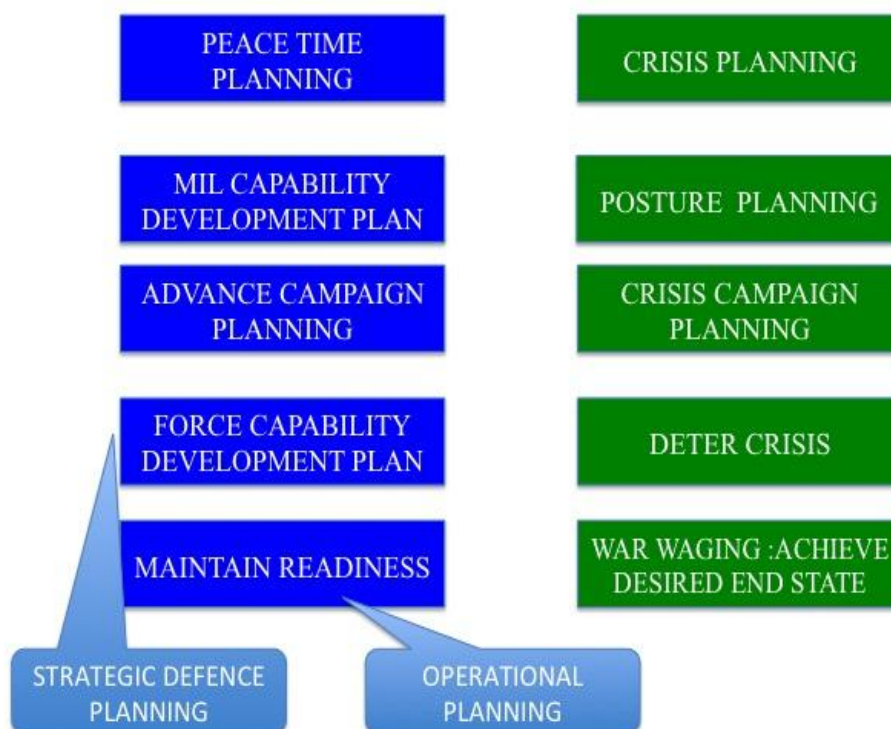 PEACE TIME
PLANNING
CRISIS PLANNING
MIL CAPABILITY
DEVELOPMENT PLAN
POSTURE PLANNING
ADVANCE CAMPAIGN
PLANNING
CRISIS CAMPAIGN
PLANNING
FORCE CAPABILITY
DEVELOPMENT PLAN
DETER CRISIS
MAINTAIN READINESS
WAR WAGING :ACHIEVE
DESIRED END STATE
STRATEGIC DEFENCE
PLANNING
OPERATIONAL
PLANNING